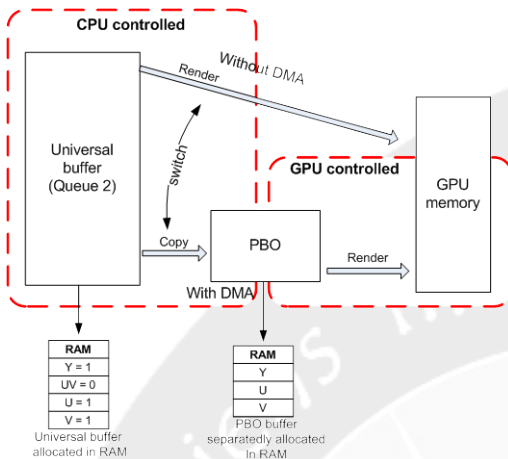 CPU controlled
Without DMA
Render
Universal
buffer
(Queue 2)
switch
GPU controlled
GPU
memory
Copy
PBO
Render
With DMA
RAM
Y = 1
UV = 0
U = 1
V = 1
Universal buffer
allocated in RAM
RAM
Y
U
V
PBO buffer
separatedly allocated
In RAM